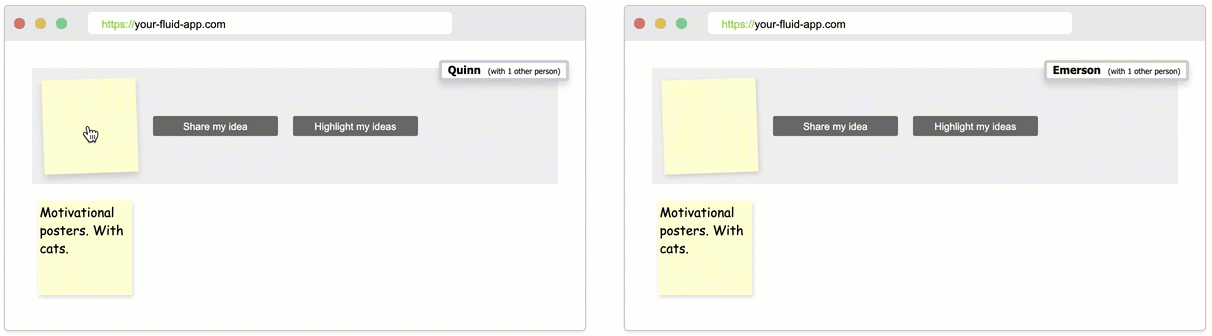 https://your-fluid-app.com
Quinn (with 1 other person)
Share my idea
Highlight my ideas
Motivational
posters. With
cats.
https://your-fluid-app.com
Emerson (with 1 other person)
Share my idea
Highlight my ideas
Motivational
posters. With
cats.